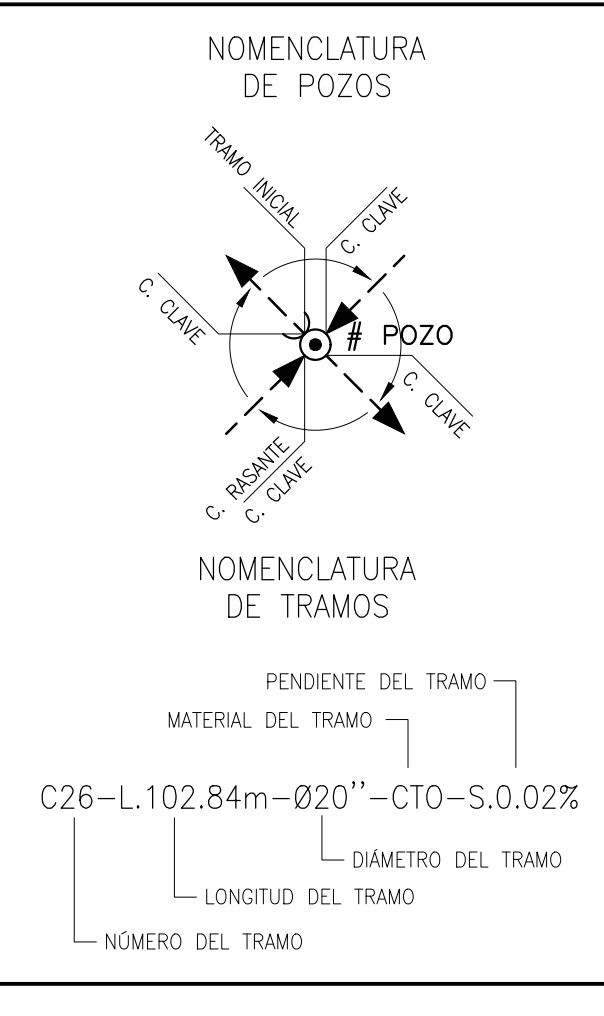 NOMENCLATURA
DE POZOS
TRAMO INICIAL
C. CLAVE
C. CLAVE
# POZO
C. CLAVE
C. RASANTE
C. CLAVE
NOMENCLATURA
DE TRAMOS
PENDIENTE DEL TRAMO
MATERIAL DEL TRAMO
C26-L.102.84m-Ø20''-CTO-S.0.02%
DIÁMETRO DEL TRAMO
LONGITUD DEL TRAMO
NÚMERO DEL TRAMO